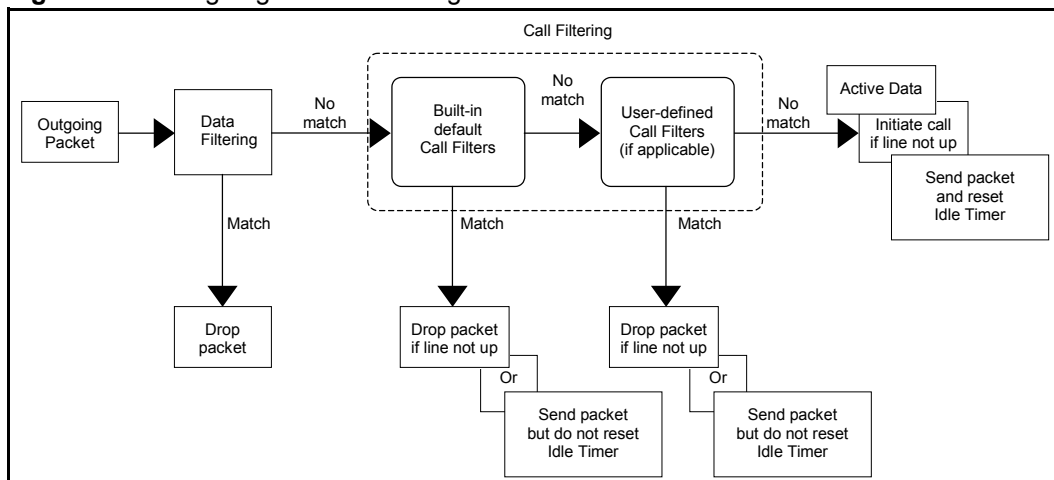 Call Filtering
Outgoing
Packet
Data
Filtering
No
match
Built-in
default
Call Filters
No
match
User-defined
Call Filters
(if applicable)
No
match
Active Data
Initiate call
if line not up
Send packet
and reset
Idle Timer
Match
Match
Match
Drop
packet
Drop packet
if line not up
Or
Send packet
but do not reset
Idle Timer
Drop packet
if line not up
Or
Send packet
but do not reset
Idle Timer